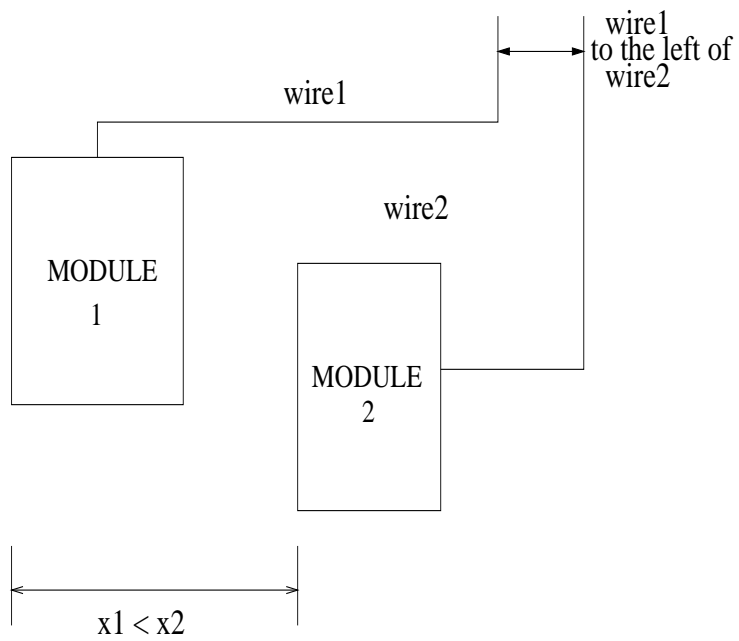 wire1
to the left of
wire2
wire1
wire2
MODULE
1
MODULE
2
x1 < x2